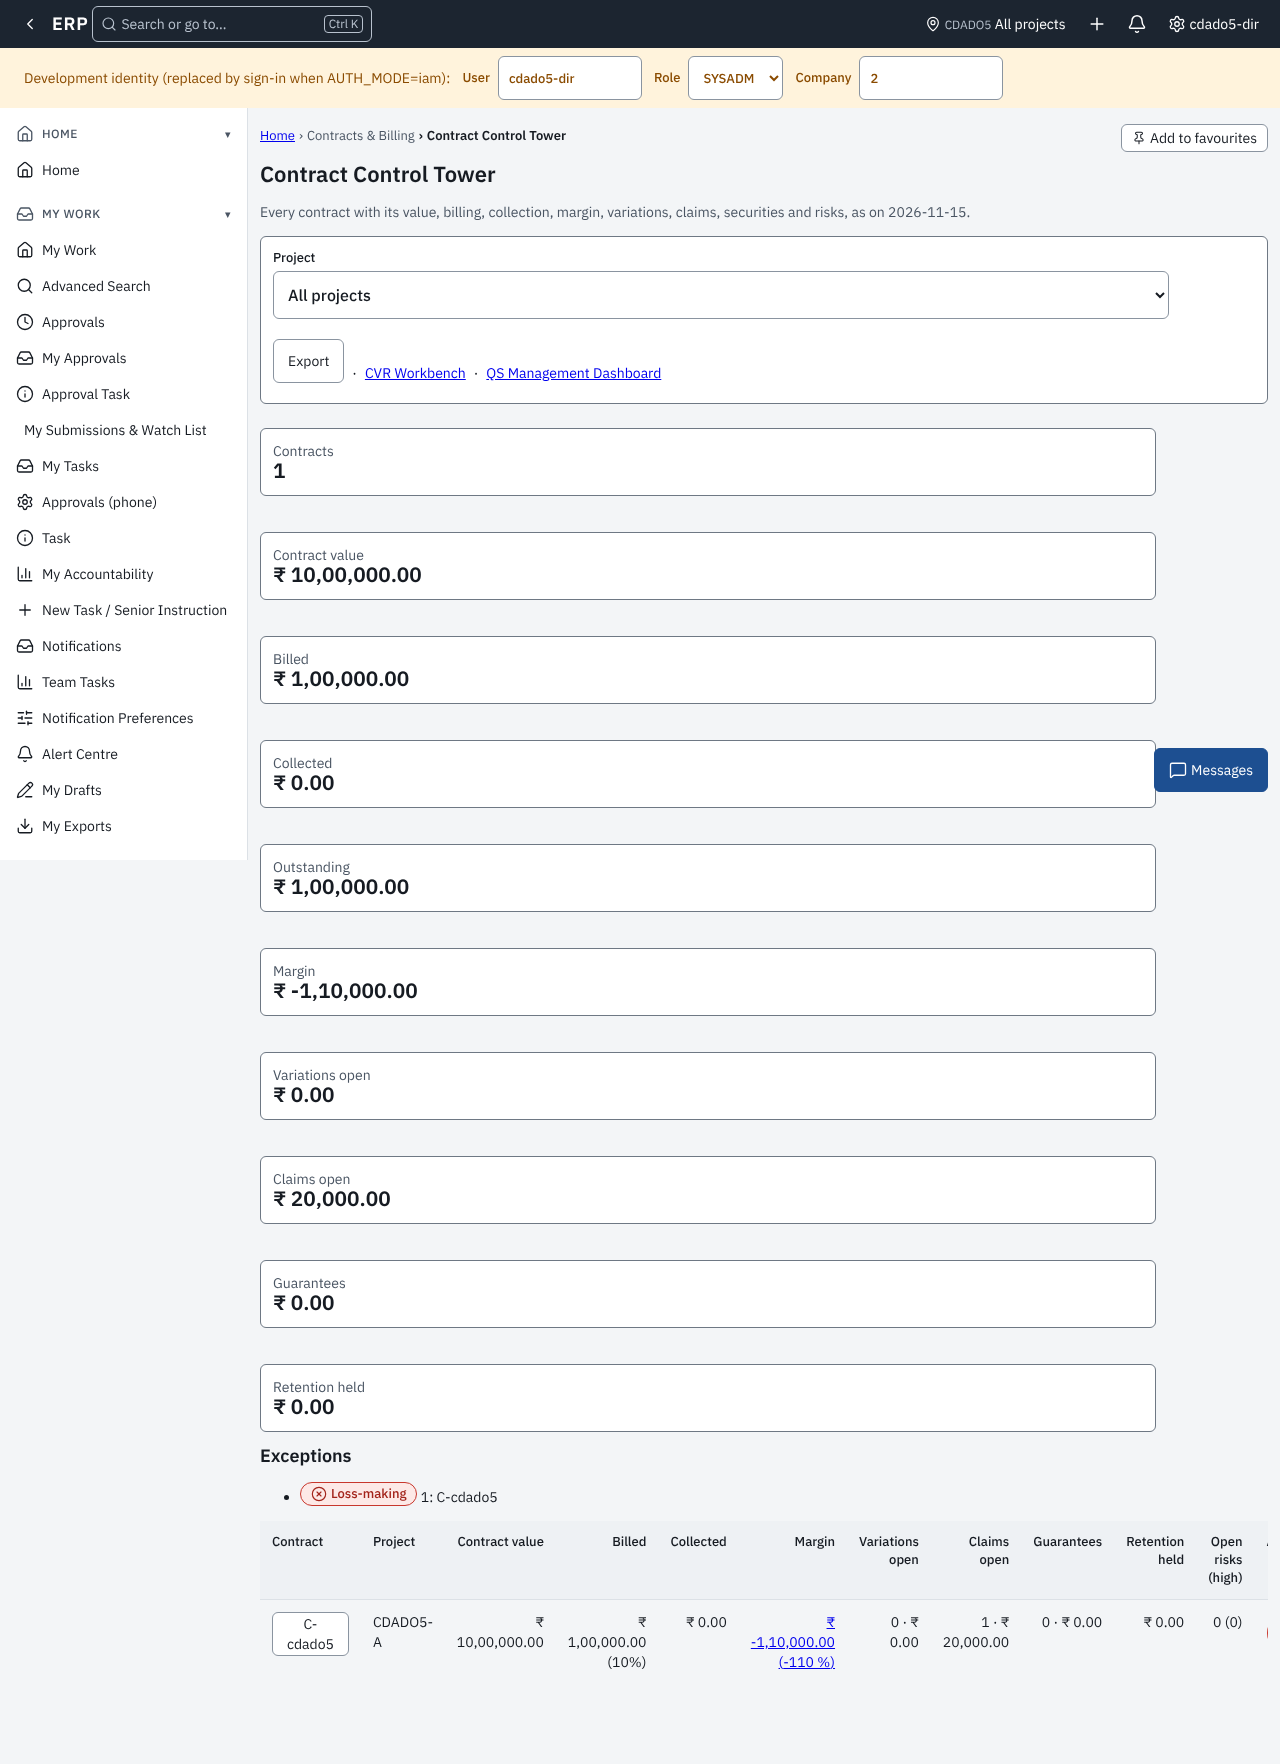 ERP
Search or go to...
Ctrl K
CDADO5 All projects
cdado5-dir
Development identity (replaced by sign-in when AUTH_MODE=iam):
User
cdado5-dir
Role
SYSADM
Company
2
HOME
Home
MY WORK
My Work
Advanced Search
Approvals
My Approvals
Approval Task
My Submissions & Watch List
My Tasks
Approvals (phone)
Task
My Accountability
New Task / Senior Instruction
Notifications
Team Tasks
Notification Preferences
Alert Centre
My Drafts
My Exports
Home › Contracts & Billing › Contract Control Tower
Add to favourites
Contract Control Tower
Every contract with its value, billing, collection, margin, variations, claims, securities and risks, as on 2026-11-15.
Project
All projects
Export · CVR Workbench · QS Management Dashboard
Contracts
1
Contract value
₹ 10,00,000.00
Billed
₹ 1,00,000.00
Collected
₹ 0.00
Messages
Outstanding
₹ 1,00,000.00
Margin
₹ -1,10,000.00
Variations open
₹ 0.00
Claims open
₹ 20,000.00
Guarantees
₹ 0.00
Retention held
₹ 0.00
Exceptions
• Loss-making 1: C-cdado5
Contract Project Contract value Billed Collected Margin Variations Claims Guarantees Retention Open
open open held risks
(high)
C- CDADO5- ₹ ₹ ₹ 0.00 ₹ 0 · ₹ 1 · ₹ 0 · ₹ 0.00 ₹ 0.00 0 (0)
cdado5 A 10,00,000.00 1,00,000.00 -1,10,000.00 0.00 20,000.00
(10%) (-110 %)